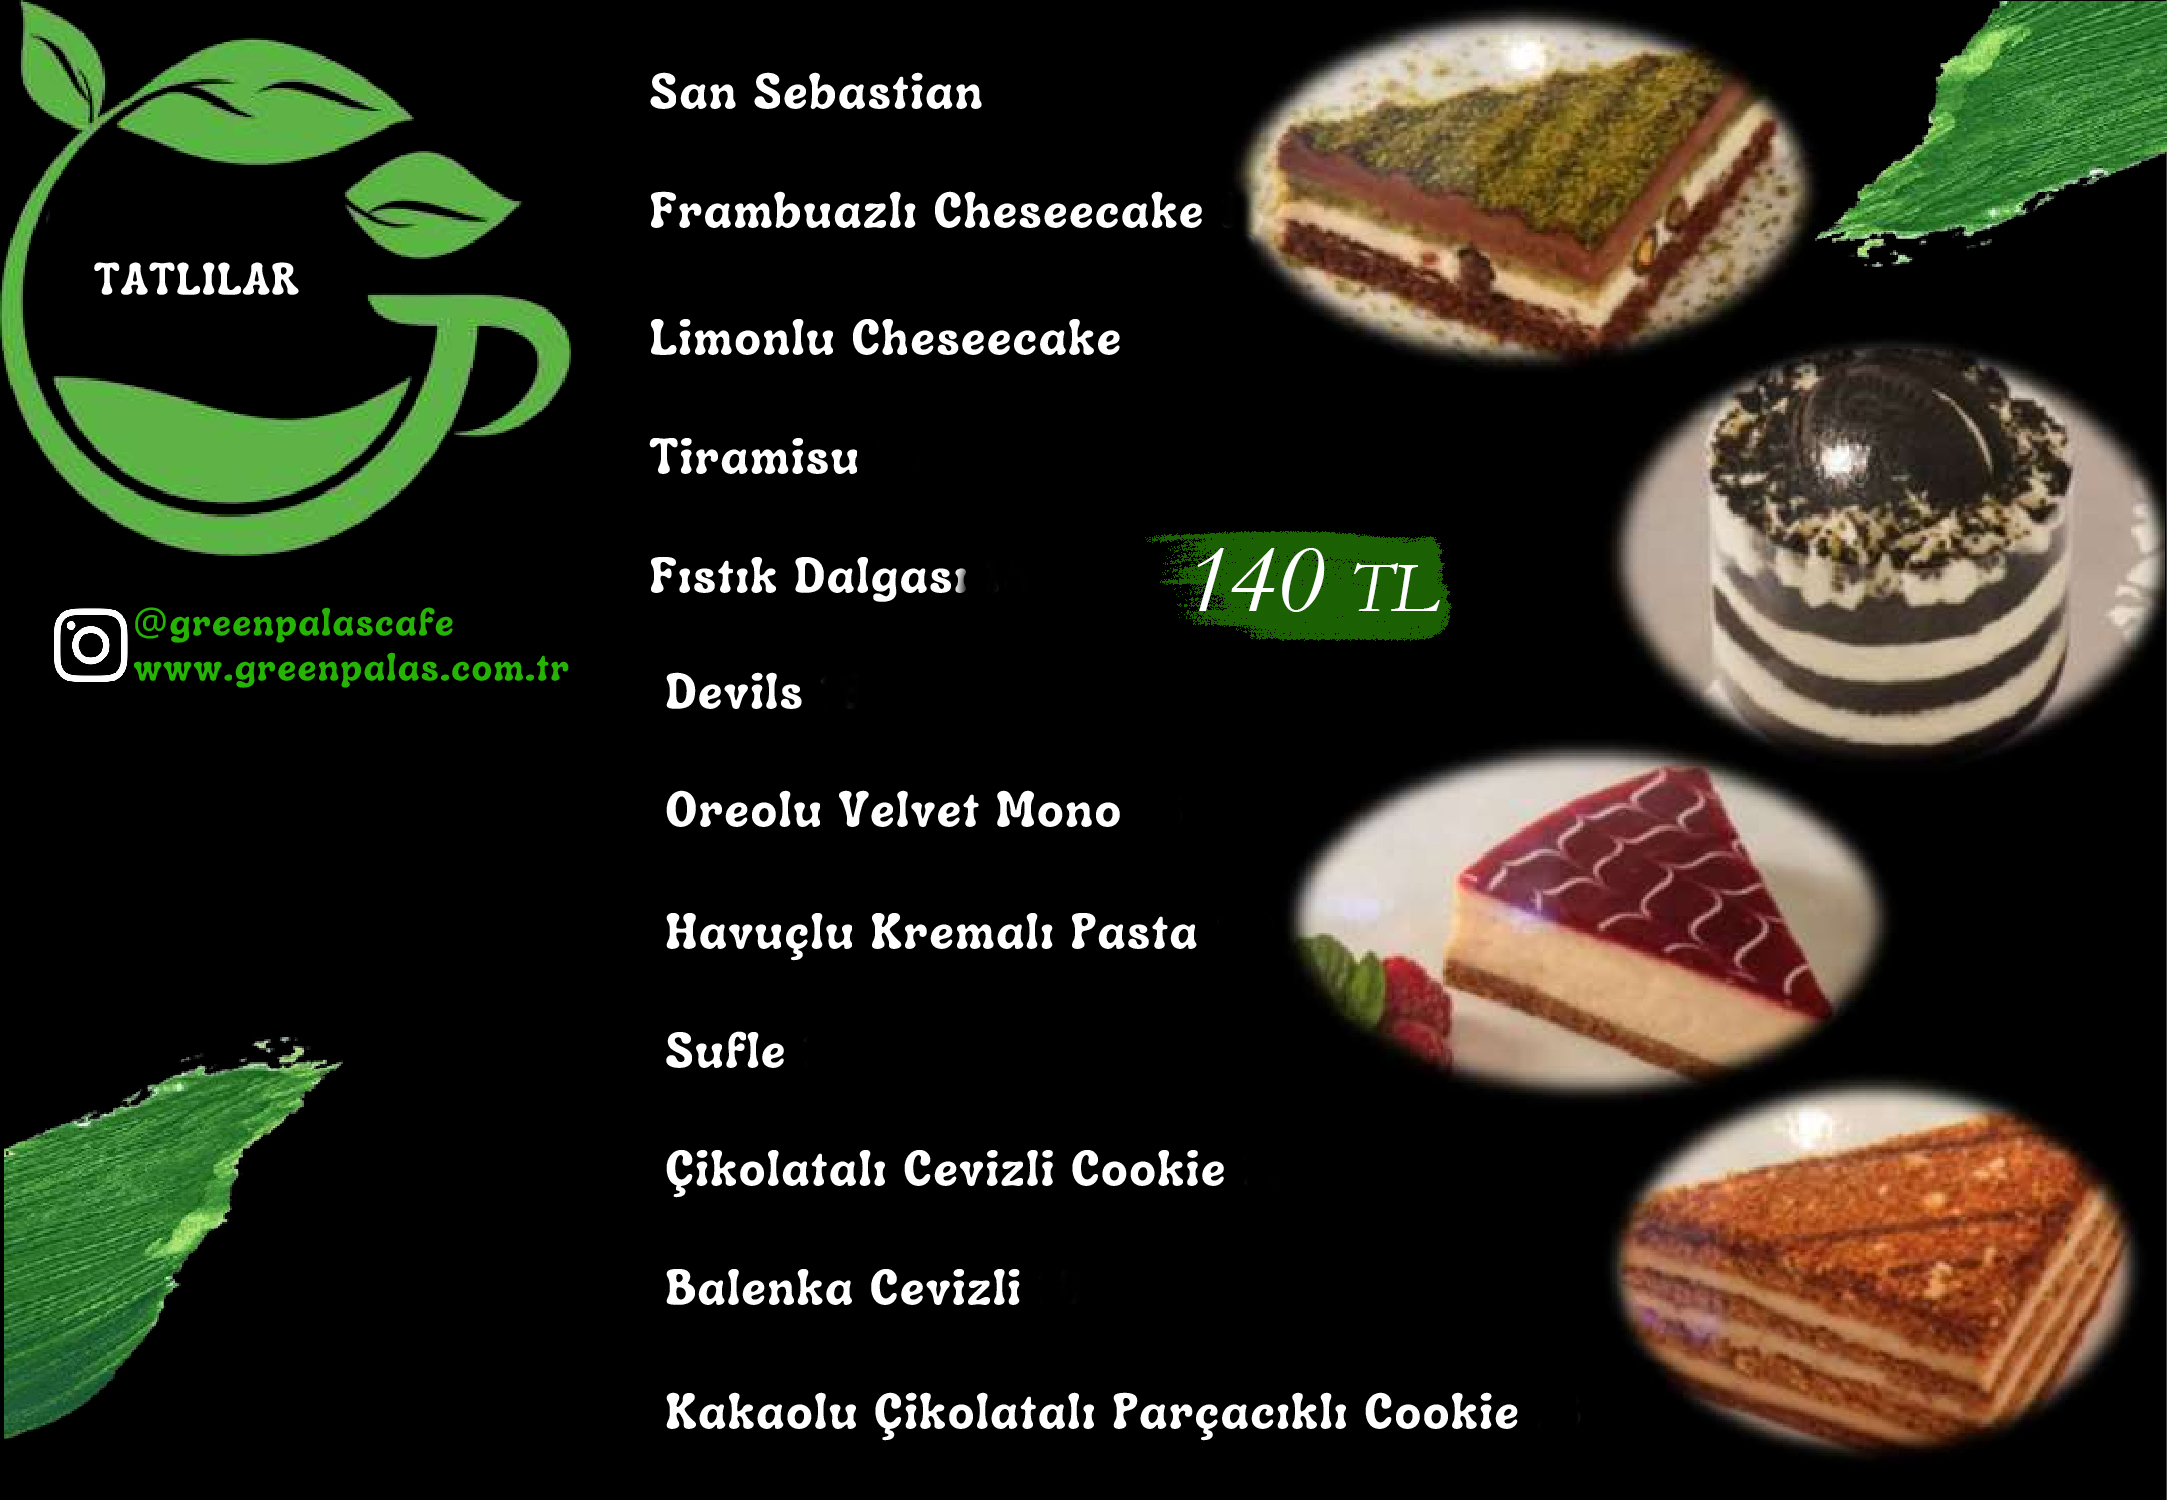 TATLILAR
@greenpalascafe
www.greenpalas.com.tr
San Sebastian
Frambuazlı Cheseecake
Limonlu Cheseecake
Tiramisu
Fıstık Dalgası
140 TL
Devils
Oreolu Velvet Mono
Havuçlu Kremalı Pasta
Sufle
Çikolatalı Cevizli Cookie
Balenka Cevizli
Kakaolu Çikolatalı Parçacıklı Cookie